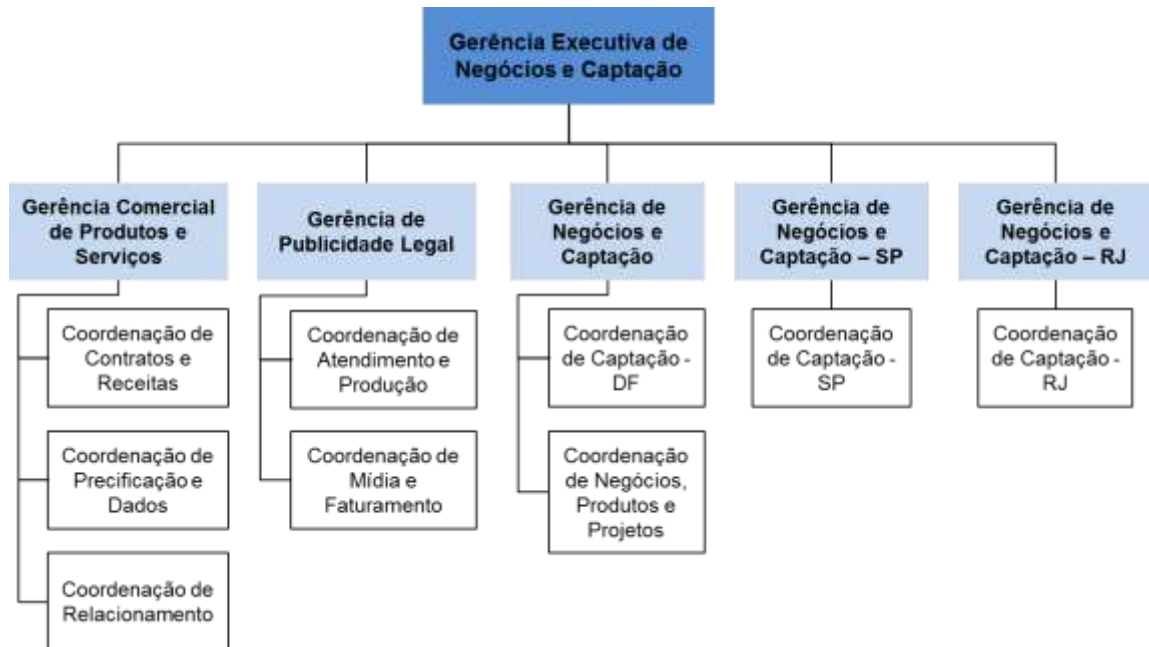 Gerência Executiva de
Negócios e Captação
Gerência Comercial
de Produtos e
Serviços
Gerência de
Publicidade Legal
Gerência de
Negócios e
Captação
Gerência de
Negócios e
Captação – SP
Gerência de
Negócios e
Captação – RJ
Coordenação de
Contratos e
Receitas
Coordenação de
Atendimento e
Produção
Coordenação
de Captação -
DF
Coordenação
de Captação -
SP
Coordenação
de Captação -
RJ
Coordenação de
Precificação e
Dados
Coordenação de
Mídia e
Faturamento
Coordenação
de Negócios,
Produtos e
Projetos
Coordenação de
Relacionamento